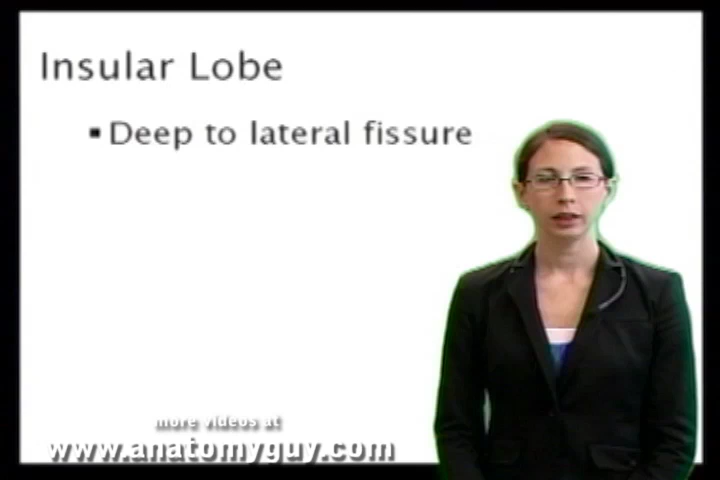 Insular Lobe
▪ Deep to lateral fissure
more videos at
www.anatomyguy.com